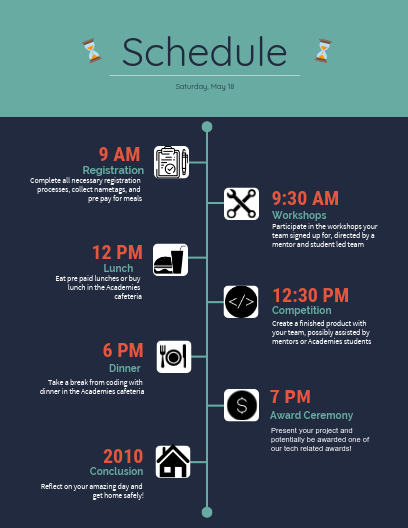 Schedule
Saturday, May 18
9 AM
Registration
Complete all necessary registration
processes, collect nametags, and
pre pay for meals
9:30 AM
Workshops
Participate in the workshops your
team signed up for, directed by a
mentor and student led team
12 PM
Lunch
Eat pre paid lunches or buy
lunch in the Academies
cafeteria
12:30 PM
Competition
</>
Create a finished product with
your team, possibly assisted by
mentors or Academies students
6 PM
Dinner
Take a break from coding with
dinner in the Academies cafeteria
7 PM
Award Ceremony
$
Present your project and
potentially be awarded one of
our tech related awards!
2010
Conclusion
Reflect on your amazing day and
get home safely!